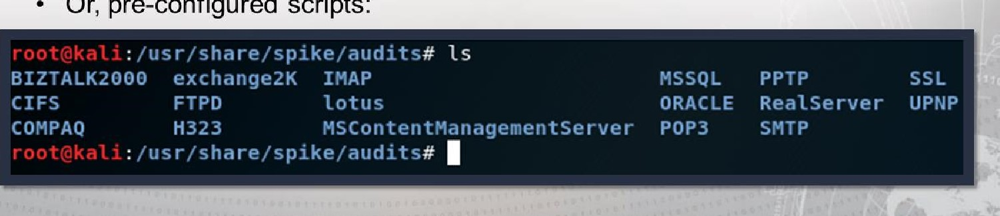 • Or, pre-configured scripts:
root@kali:/usr/share/spike/audits# ls
BIZTALK2000 exchange2K IMAP MSSQL PPTP SSL
CIFS FTPD lotus ORACLE RealServer UPNP
COMPAQ H323 MSContentManagementServer POP3 SMTP
root@kali:/usr/share/spike/audits#